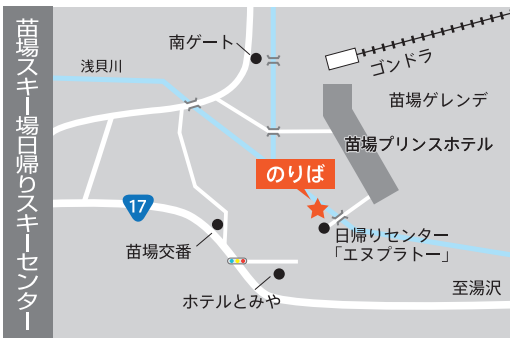 苗場スキー場日帰りスキーセンター
南ゲート
浅貝川
ゴンドラ
苗場ゲレンデ
苗場プリンスホテル
のりば
17
日帰りセンター
「エヌプラトー」
苗場交番
ホテルとみや
至湯沢